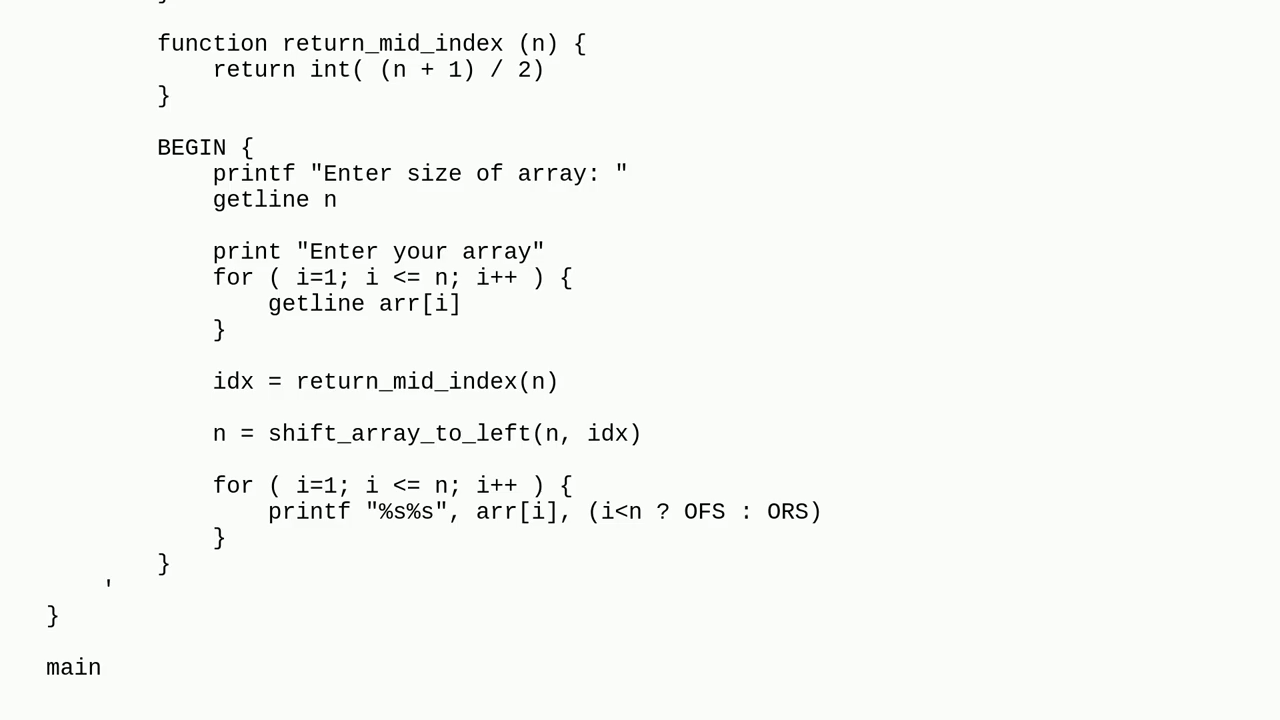 }
function return_mid_index (n) {
return int( (n + 1) / 2)
}
BEGIN {
printf "Enter size of array: "
getline n
print "Enter your array"
for ( i=1; i <= n; i++ ) {
getline arr[i]
}
idx = return_mid_index(n)
n = shift_array_to_left(n, idx)
for ( i=1; i <= n; i++ ) {
printf "%s%s", arr[i], (i<n ? OFS : ORS)
}
}
'
}
main